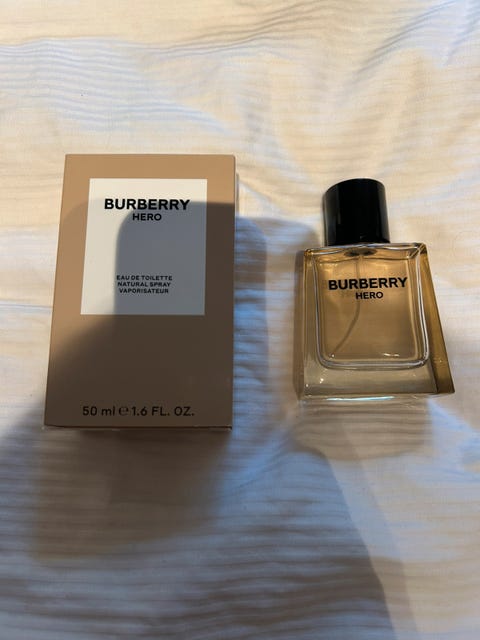 BURBERRY
HERO
EAU DE TOILETTE
NATURAL SPRAY
VAPORISATEUR
50 ml ℮ 1.6 FL. OZ.
BURBERRY
HERO